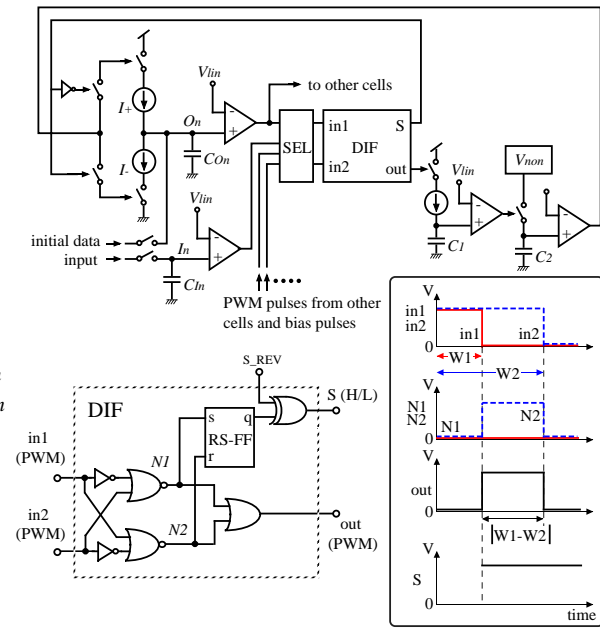 Vlin
to other cells
I+
On
COn
in1
S
SEL
DIF
in2
out
I-
Vlin
Vlin
Vnon
initial data
input
In
CIn
C1
C2
PWM pulses from other
cells and bias pulses
S_REV
DIF
S (H/L)
s
q
RS-FF
r
in1
(PWM)
N1
in2
(PWM)
N2
out
(PWM)
V
in1
in2
in1
in2
0
W1
W2
V
N1
N2
N1
N2
0
V
out
0
|W1-W2|
V
S
0
time